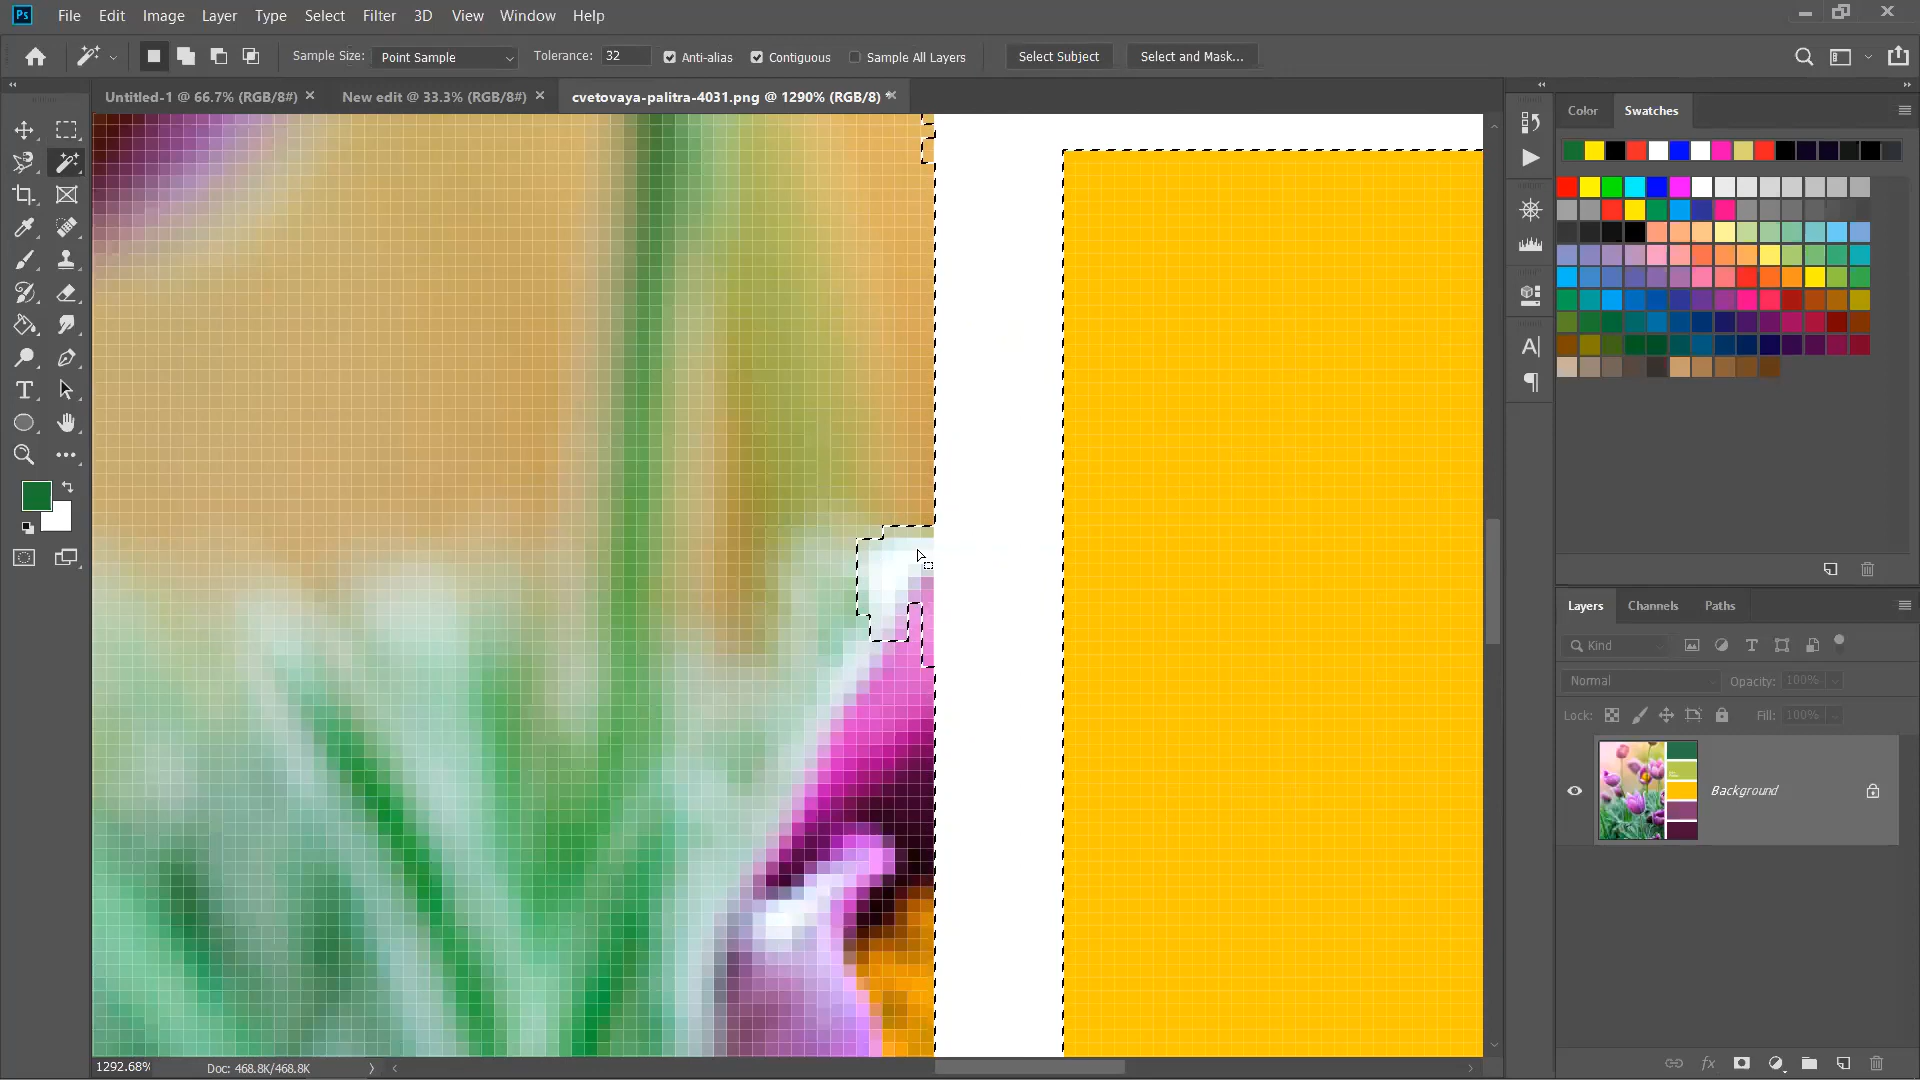 Ps File Edit Image Layer Type Select Filter 3D View Window Help
Sample Size: Point Sample Tolerance: 32 Anti-alias Contiguous Sample All Layers Select Subject Select and Mask...
Untitled-1 @ 66.7% (RGB/8#) New edit @ 33.3% (RGB/8#) cvetovaya-palitra-4031.png @ 1290% (RGB/8) *
Color Swatches
Layers Channels Paths
Kind
Normal Opacity: 100%
Lock: Fill: 100%
Background
1292.68% Doc: 468.8K/468.8K